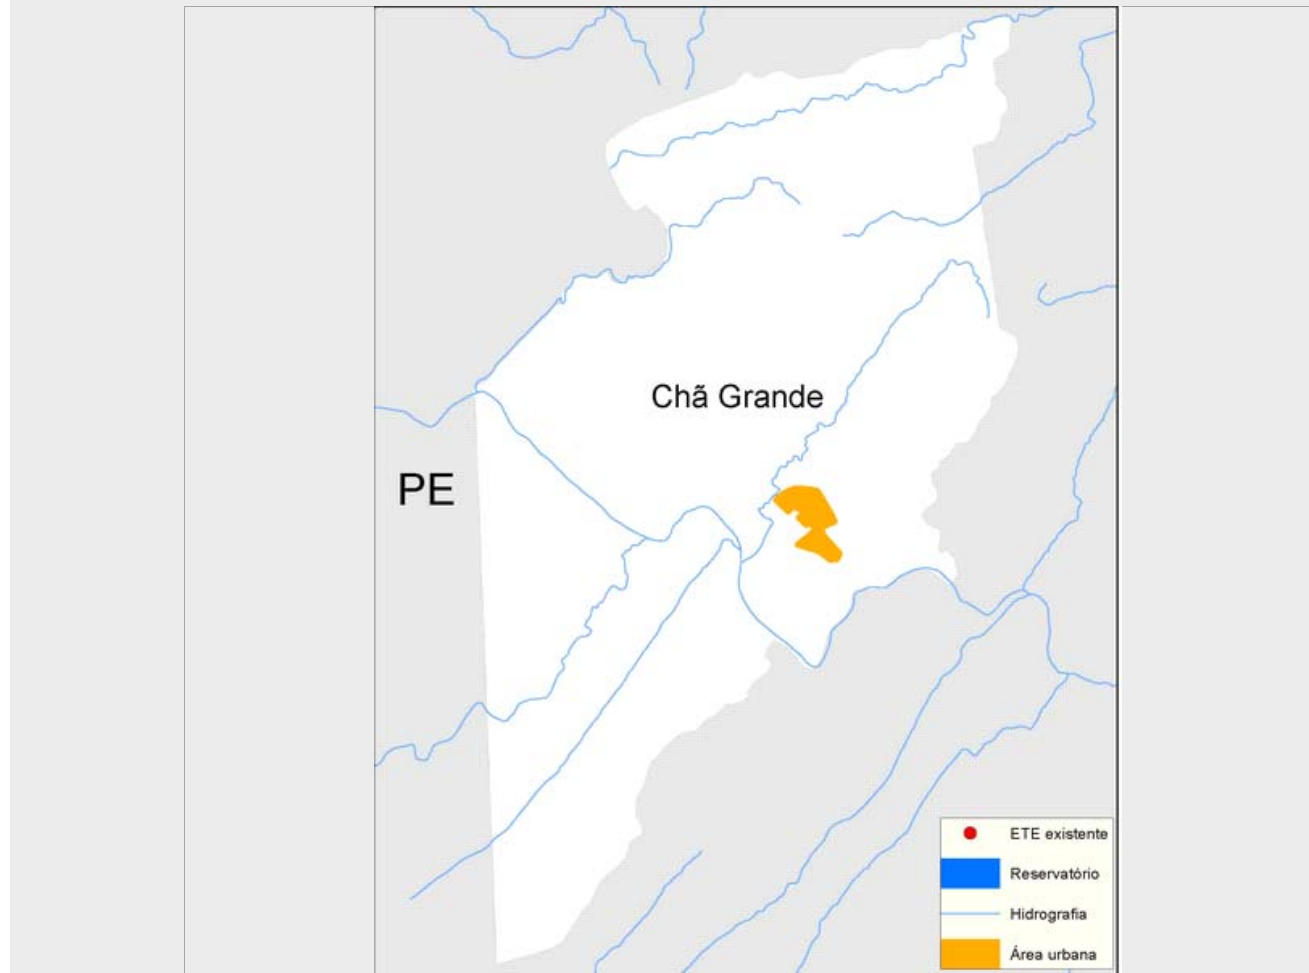 Chã Grande
PE
ETE existente
Reservatório
Hidrografia
Área urbana